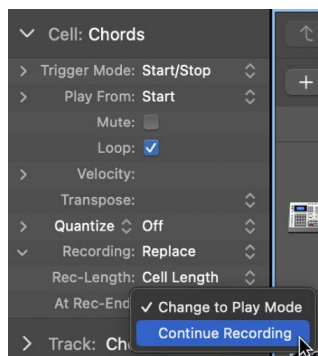 Cell: Chords
Trigger Mode: Start/Stop
Play From: Start
Mute:
Loop:
Velocity:
Transpose:
Quantize Off
Recording: Replace
Rec-Length: Cell Length
At Rec-End
✓ Change to Play Mode
Continue Recording
Track: